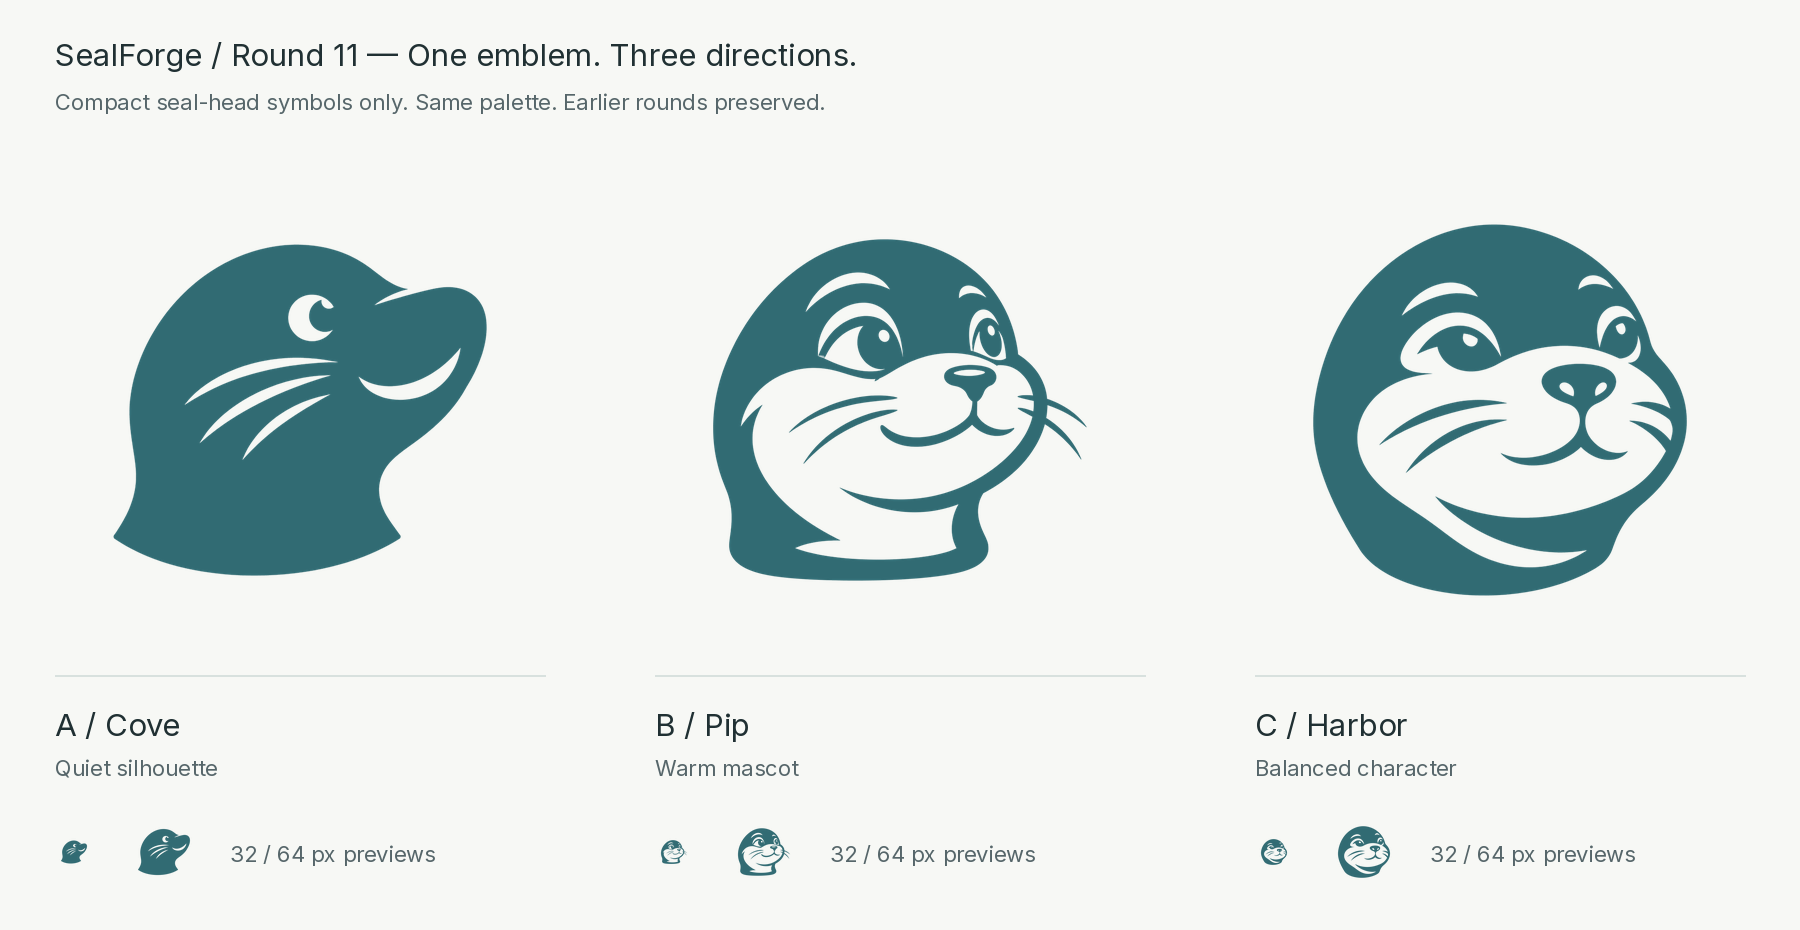 SealForge / Round 11 — One emblem. Three directions.
Compact seal-head symbols only. Same palette. Earlier rounds preserved.
A / Cove
Quiet silhouette
32 / 64 px previews
B / Pip
Warm mascot
32 / 64 px previews
C / Harbor
Balanced character
32 / 64 px previews